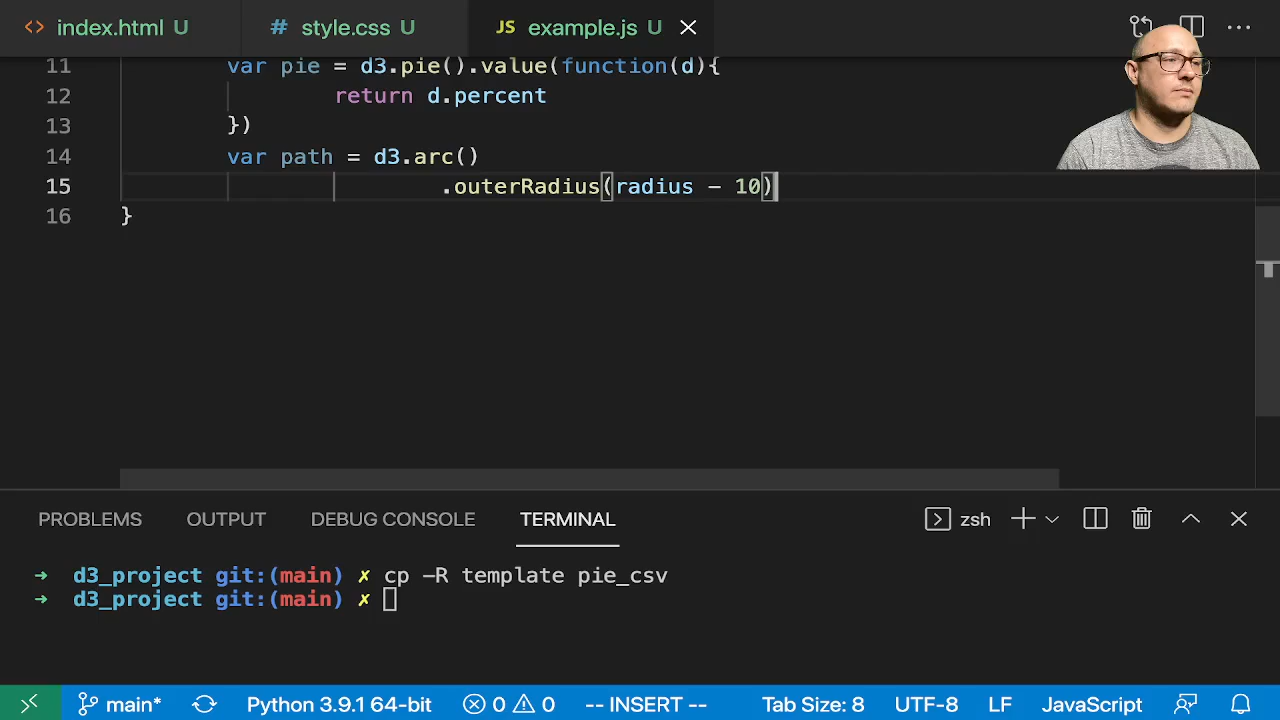 <> index.html U
# style.css U
JS example.js U
11 var pie = d3.pie().value(function(d){
12 return d.percent
13 })
14 var path = d3.arc()
15 .outerRadius(radius - 10)
16 }
PROBLEMS OUTPUT DEBUG CONSOLE TERMINAL zsh
→ d3_project git:(main) ✗ cp -R template pie_csv
→ d3_project git:(main) ✗
main* Python 3.9.1 64-bit 0 0 -- INSERT -- Tab Size: 8 UTF-8 LF JavaScript